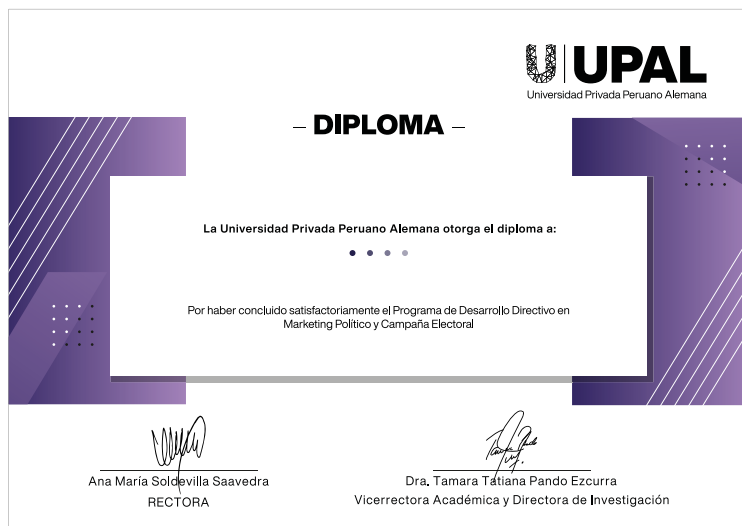 UPAL
Universidad Privada Peruano Alemana
– DIPLOMA –
La Universidad Privada Peruano Alemana otorga el diploma a:
Por haber concluido satisfactoriamente el Programa de Desarrollo Directivo en
Marketing Político y Campaña Electoral
Ana María Soldevilla Saavedra
RECTORA
Dra. Tamara Tatiana Pando Ezcurra
Vicerrectora Académica y Directora de Investigación